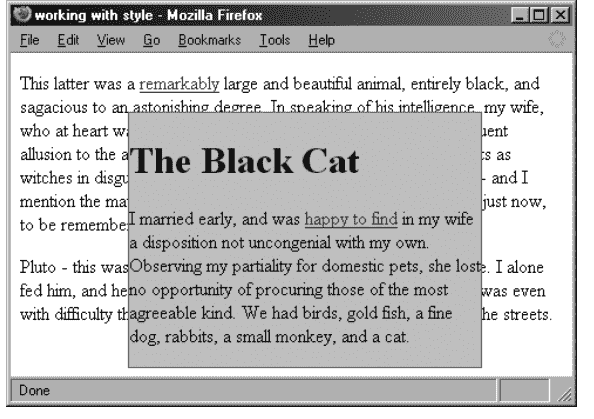 working with style - Mozilla Firefox
File Edit View Go Bookmarks Tools Help
This latter was a remarkably large and beautiful animal, entirely black, and
sagacious to an astonishing degree. In speaking of his intelligence, my wife,
who at heart wa uent
allusion to the a ts as
witches in disgu - and I
mention the ma just now,
to be remembe
Pluto - this was e. I alone
fed him, and he was even
with difficulty th he streets.
The Black Cat
I married early, and was happy to find in my wife
a disposition not uncongenial with my own.
Observing my partiality for domestic pets, she lost
no opportunity of procuring those of the most
agreeable kind. We had birds, gold fish, a fine
dog, rabbits, a small monkey, and a cat.
Done